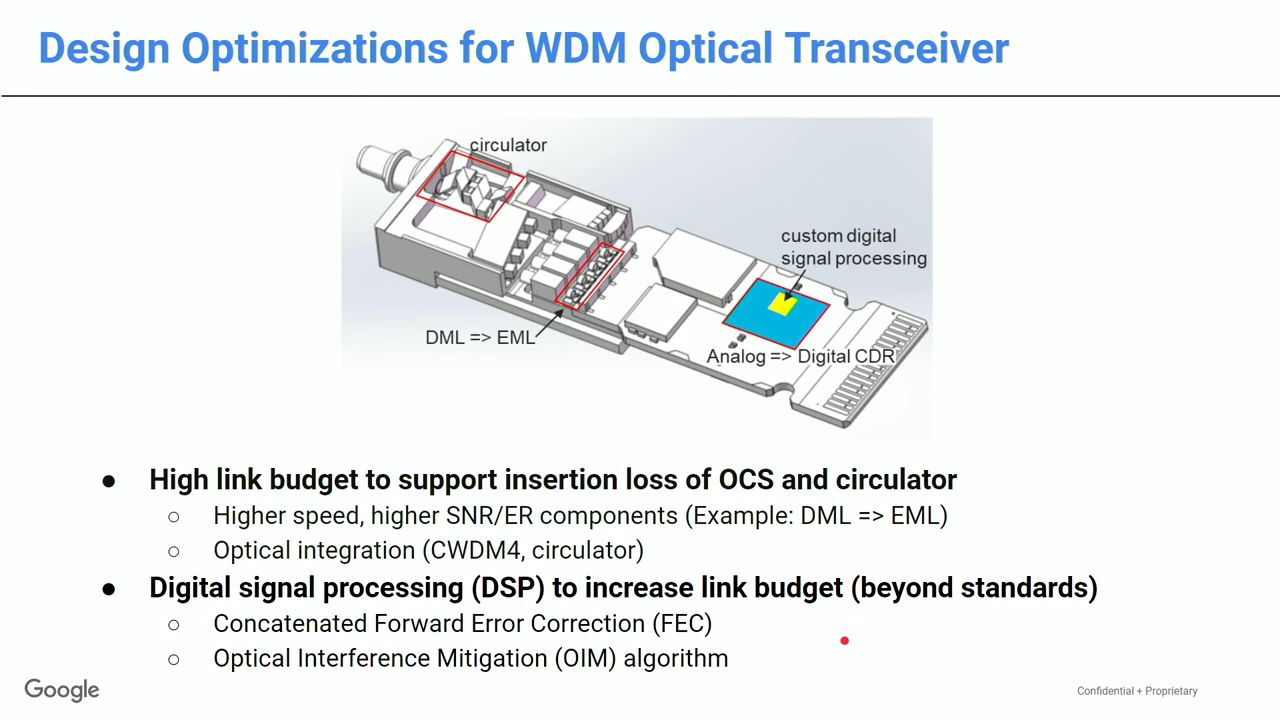 Design Optimizations for WDM Optical Transceiver
circulator
custom digital
signal processing
DML => EML
Analog => Digital CDR
● High link budget to support insertion loss of OCS and circulator
○ Higher speed, higher SNR/ER components (Example: DML => EML)
○ Optical integration (CWDM4, circulator)
● Digital signal processing (DSP) to increase link budget (beyond standards)
○ Concatenated Forward Error Correction (FEC)
○ Optical Interference Mitigation (OIM) algorithm
Google
Confidential + Proprietary